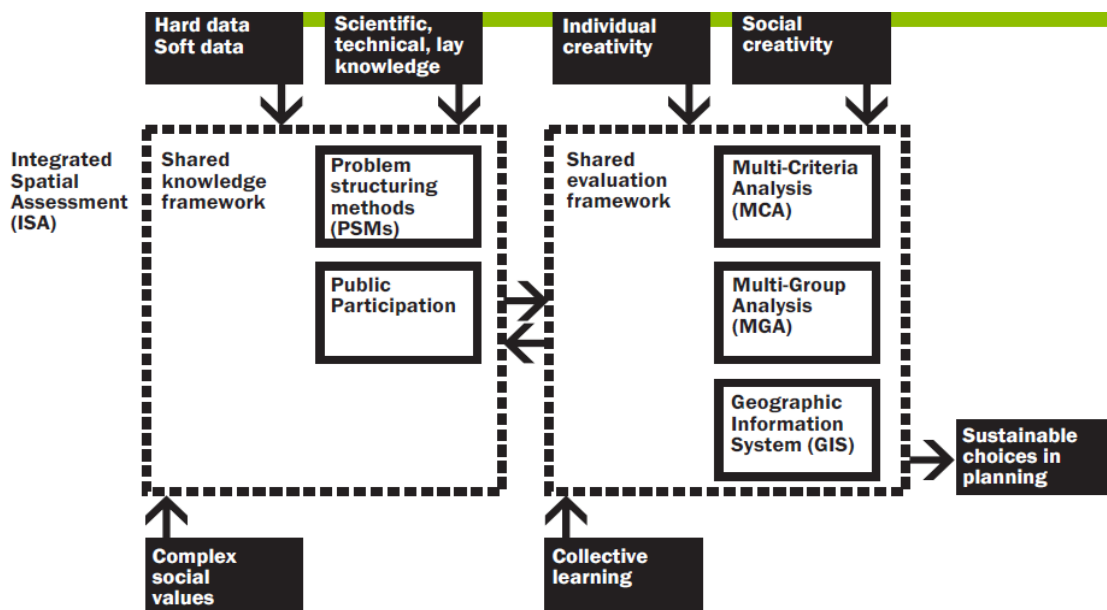 Hard data
Soft data
Scientific,
technical, lay
knowledge
Individual
creativity
Social
creativity
Integrated
Spatial
Assessment
(ISA)
Shared
knowledge
framework
Problem
structuring
methods
(PSMs)
Public
Participation
Shared
evaluation
framework
Multi-Criteria
Analysis
(MCA)
Multi-Group
Analysis
(MGA)
Geographic
Information
System (GIS)
Sustainable
choices in
planning
Complex
social
values
Collective
learning